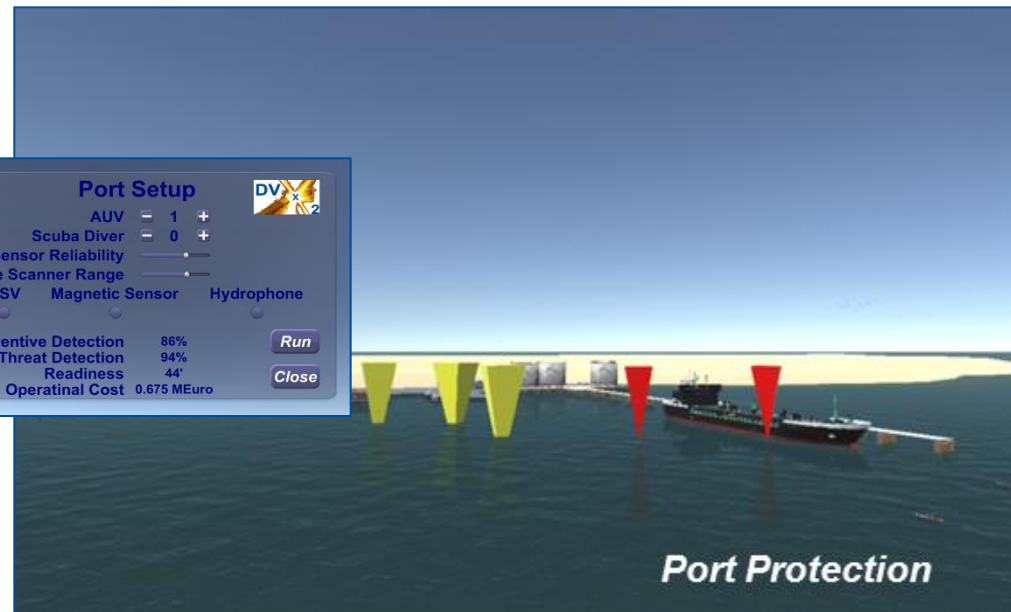 Port Setup
DV x 2
AUV - 1 +
Scuba Diver - 0 +
ensor Reliability
e Scanner Range
SV Magnetic Sensor Hydrophone
entive Detection 86%
Threat Detection 94%
Readiness 44'
Operatinal Cost 0.675 MEuro
Run
Close
Port Protection